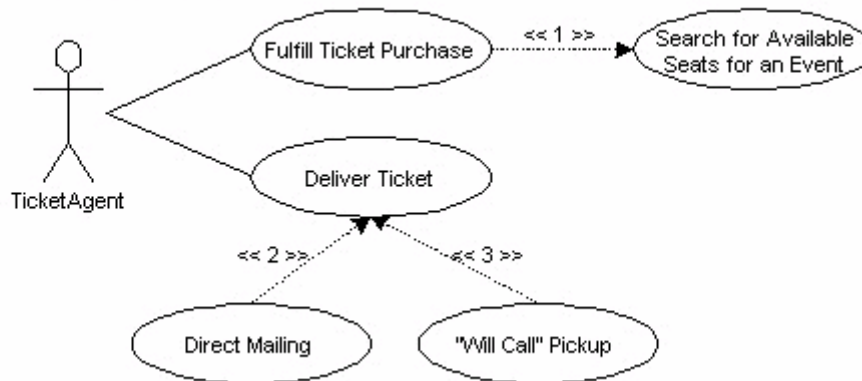 Fulfill Ticket Purchase
<< 1 >>
Search for Available
Seats for an Event
TicketAgent
Deliver Ticket
<< 2 >>
<< 3 >>
Direct Mailing
"Will Call" Pickup